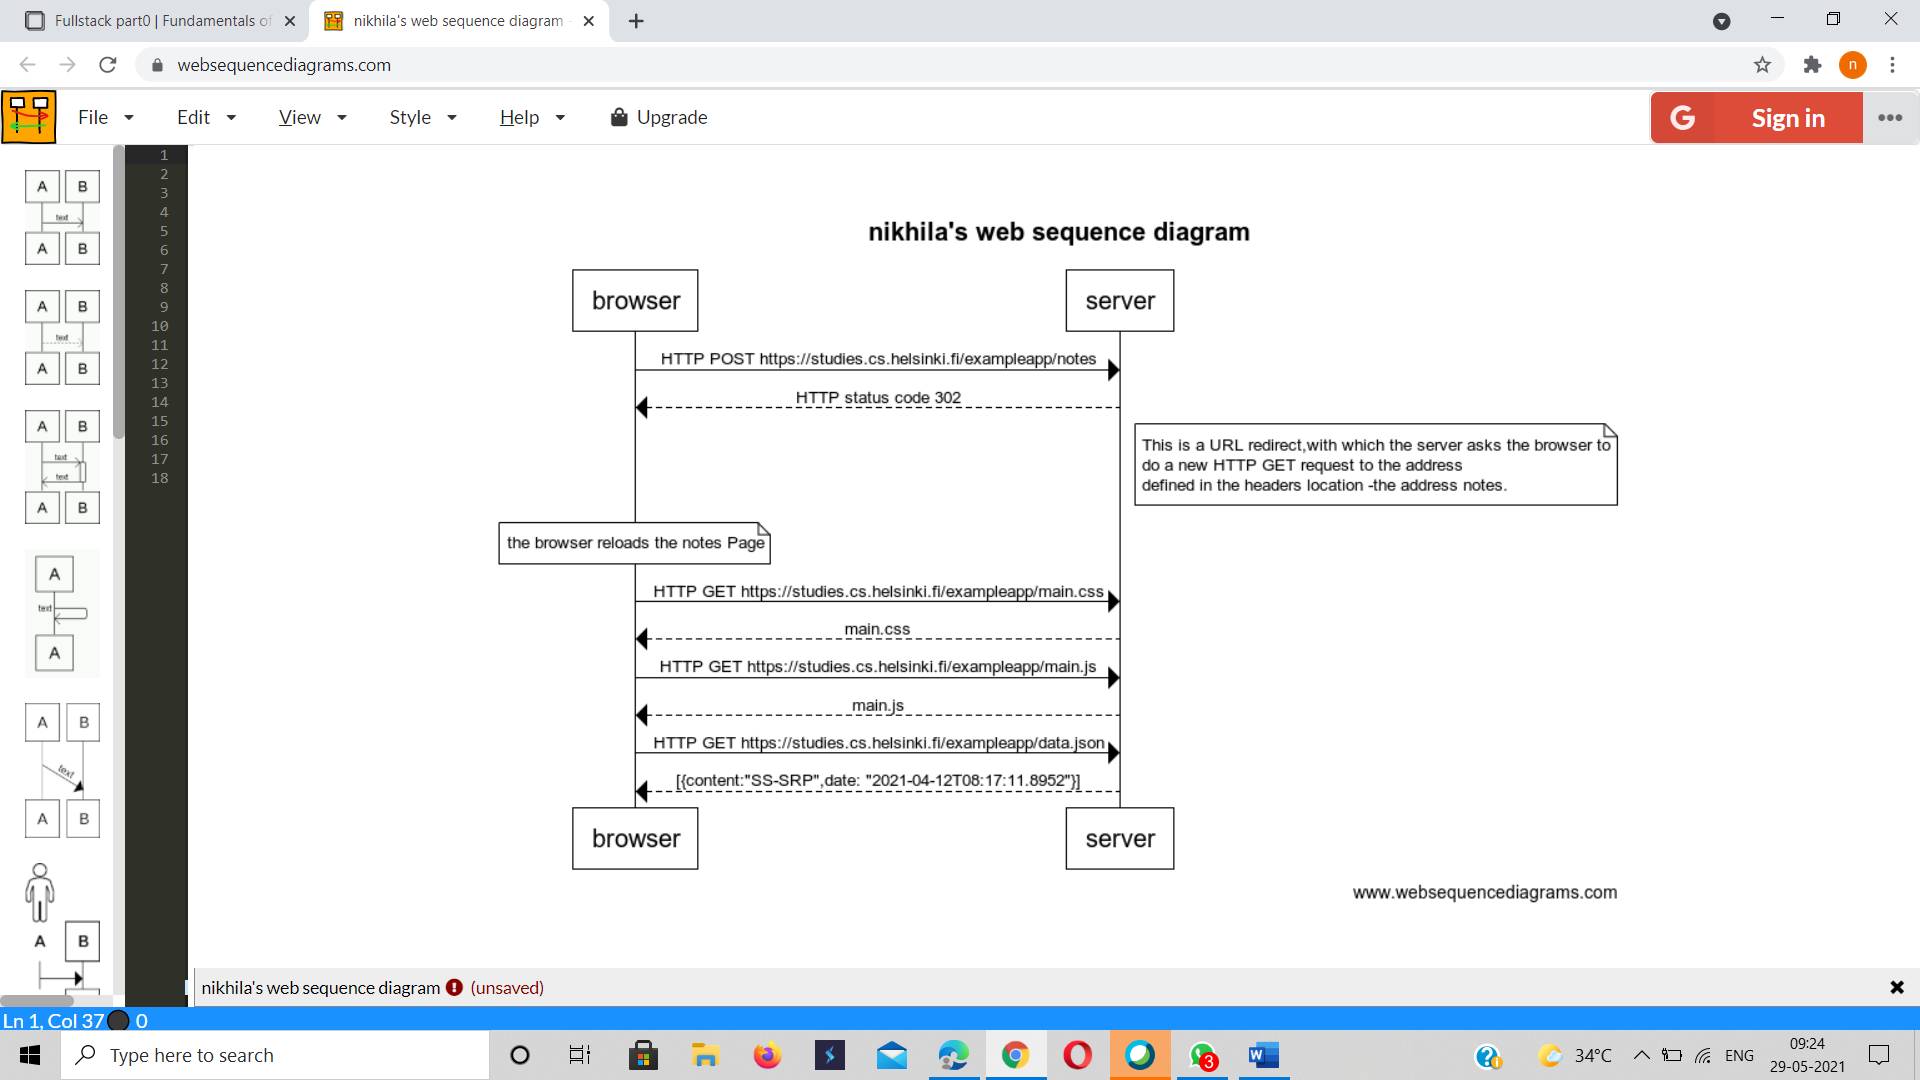 Fullstack part0 | Fundamentals of
nikhila's web sequence diagram
websequencediagrams.com
n
File
Edit
View
Style
Help
Upgrade
G
Sign in
A B
text
A B
A B
text
A B
A B
text
text
A B
A
text
A
A B
text
A B
A B
1
2
3
4
5
6
7
8
9
10
11
12
13
14
15
16
17
18
nikhila's web sequence diagram
browser
server
HTTP POST https://studies.cs.helsinki.fi/exampleapp/notes
HTTP status code 302
This is a URL redirect,with which the server asks the browser to
do a new HTTP GET request to the address
defined in the headers location -the address notes.
the browser reloads the notes Page
HTTP GET https://studies.cs.helsinki.fi/exampleapp/main.css
main.css
HTTP GET https://studies.cs.helsinki.fi/exampleapp/main.js
main.js
HTTP GET https://studies.cs.helsinki.fi/exampleapp/data.json
[{content:"SS-SRP",date: "2021-04-12T08:17:11.8952"}]
browser
server
www.websequencediagrams.com
nikhila's web sequence diagram (unsaved)
Ln 1, Col 37 0
Type here to search
3
W
34°C
ENG
09:24
29-05-2021